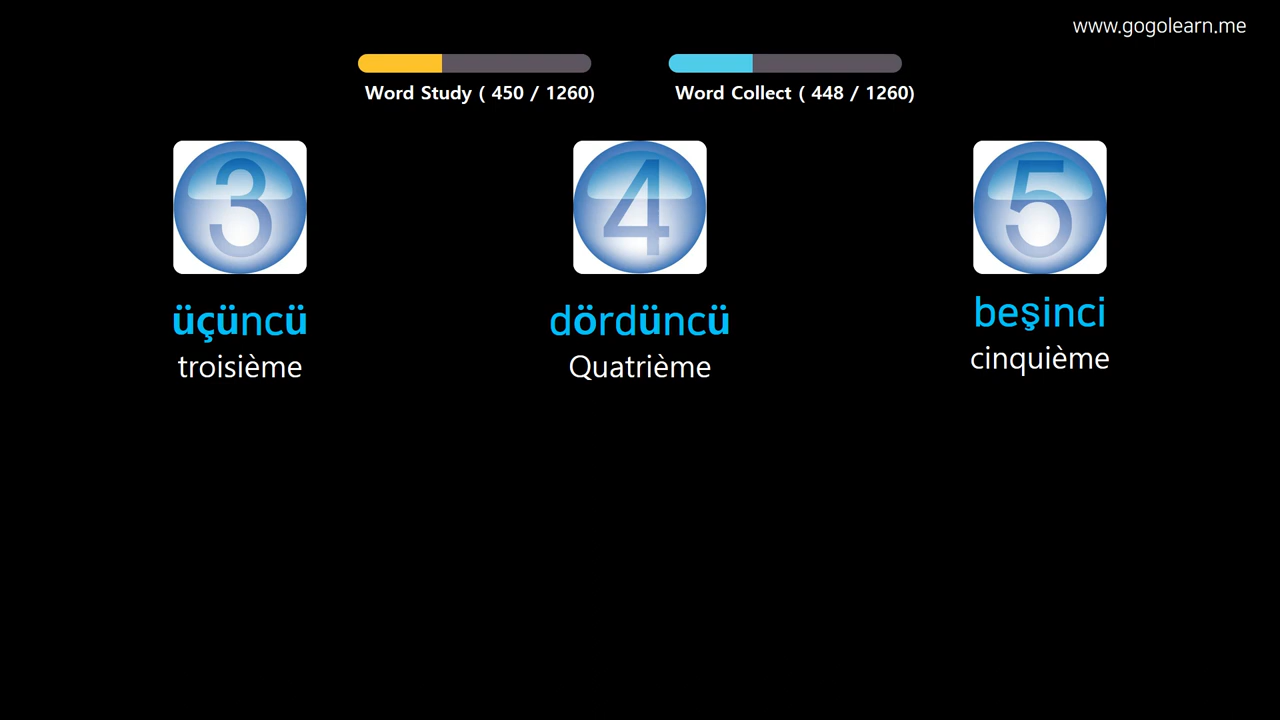 www.gogolearn.me
Word Study ( 450 / 1260)
Word Collect ( 448 / 1260)
3
4
5
üçüncü
dördüncü
beşinci
troisième
Quatrième
cinquième